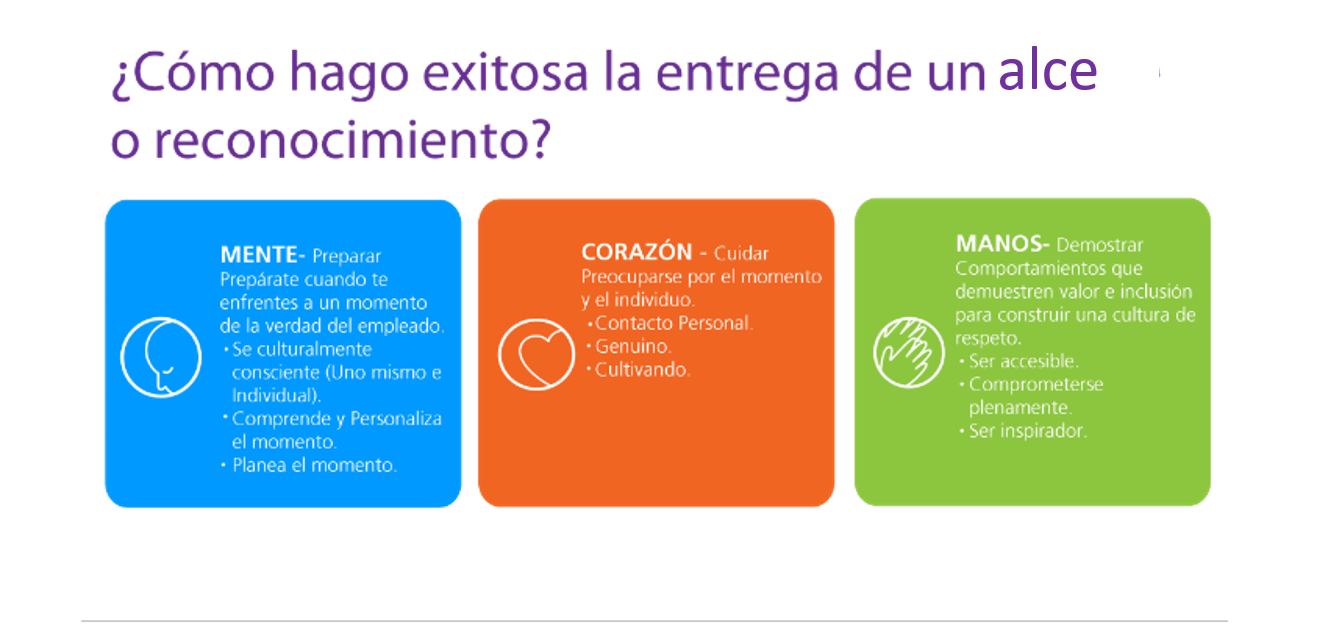 ¿Cómo hago exitosa la entrega de un alce
o reconocimiento?
MENTE- Preparar
Prepárate cuando te
enfrentes a un momento
de la verdad del empleado.
• Se culturalmente
consciente (Uno mismo e
Individual).
• Comprende y Personaliza
el momento.
• Planea el momento.
CORAZÓN - Cuidar
Preocuparse por el momento
y el individuo.
• Contacto Personal.
• Genuino.
• Cultivando.
MANOS- Demostrar
Comportamientos que
demuestren valor e inclusión
para construir una cultura de
respeto.
• Ser accesible.
• Comprometerse
plenamente.
• Ser inspirador.